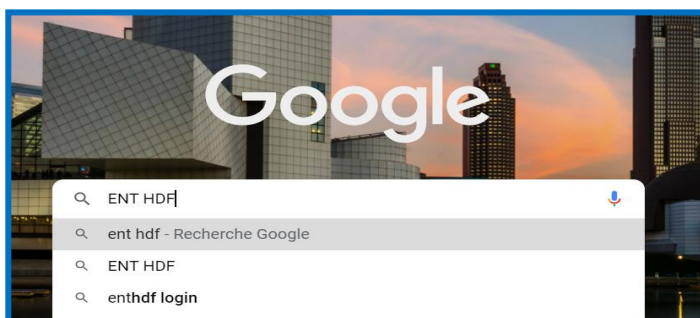 Google
ENT HDF
ent hdf - Recherche Google
ENT HDF
enthdf login